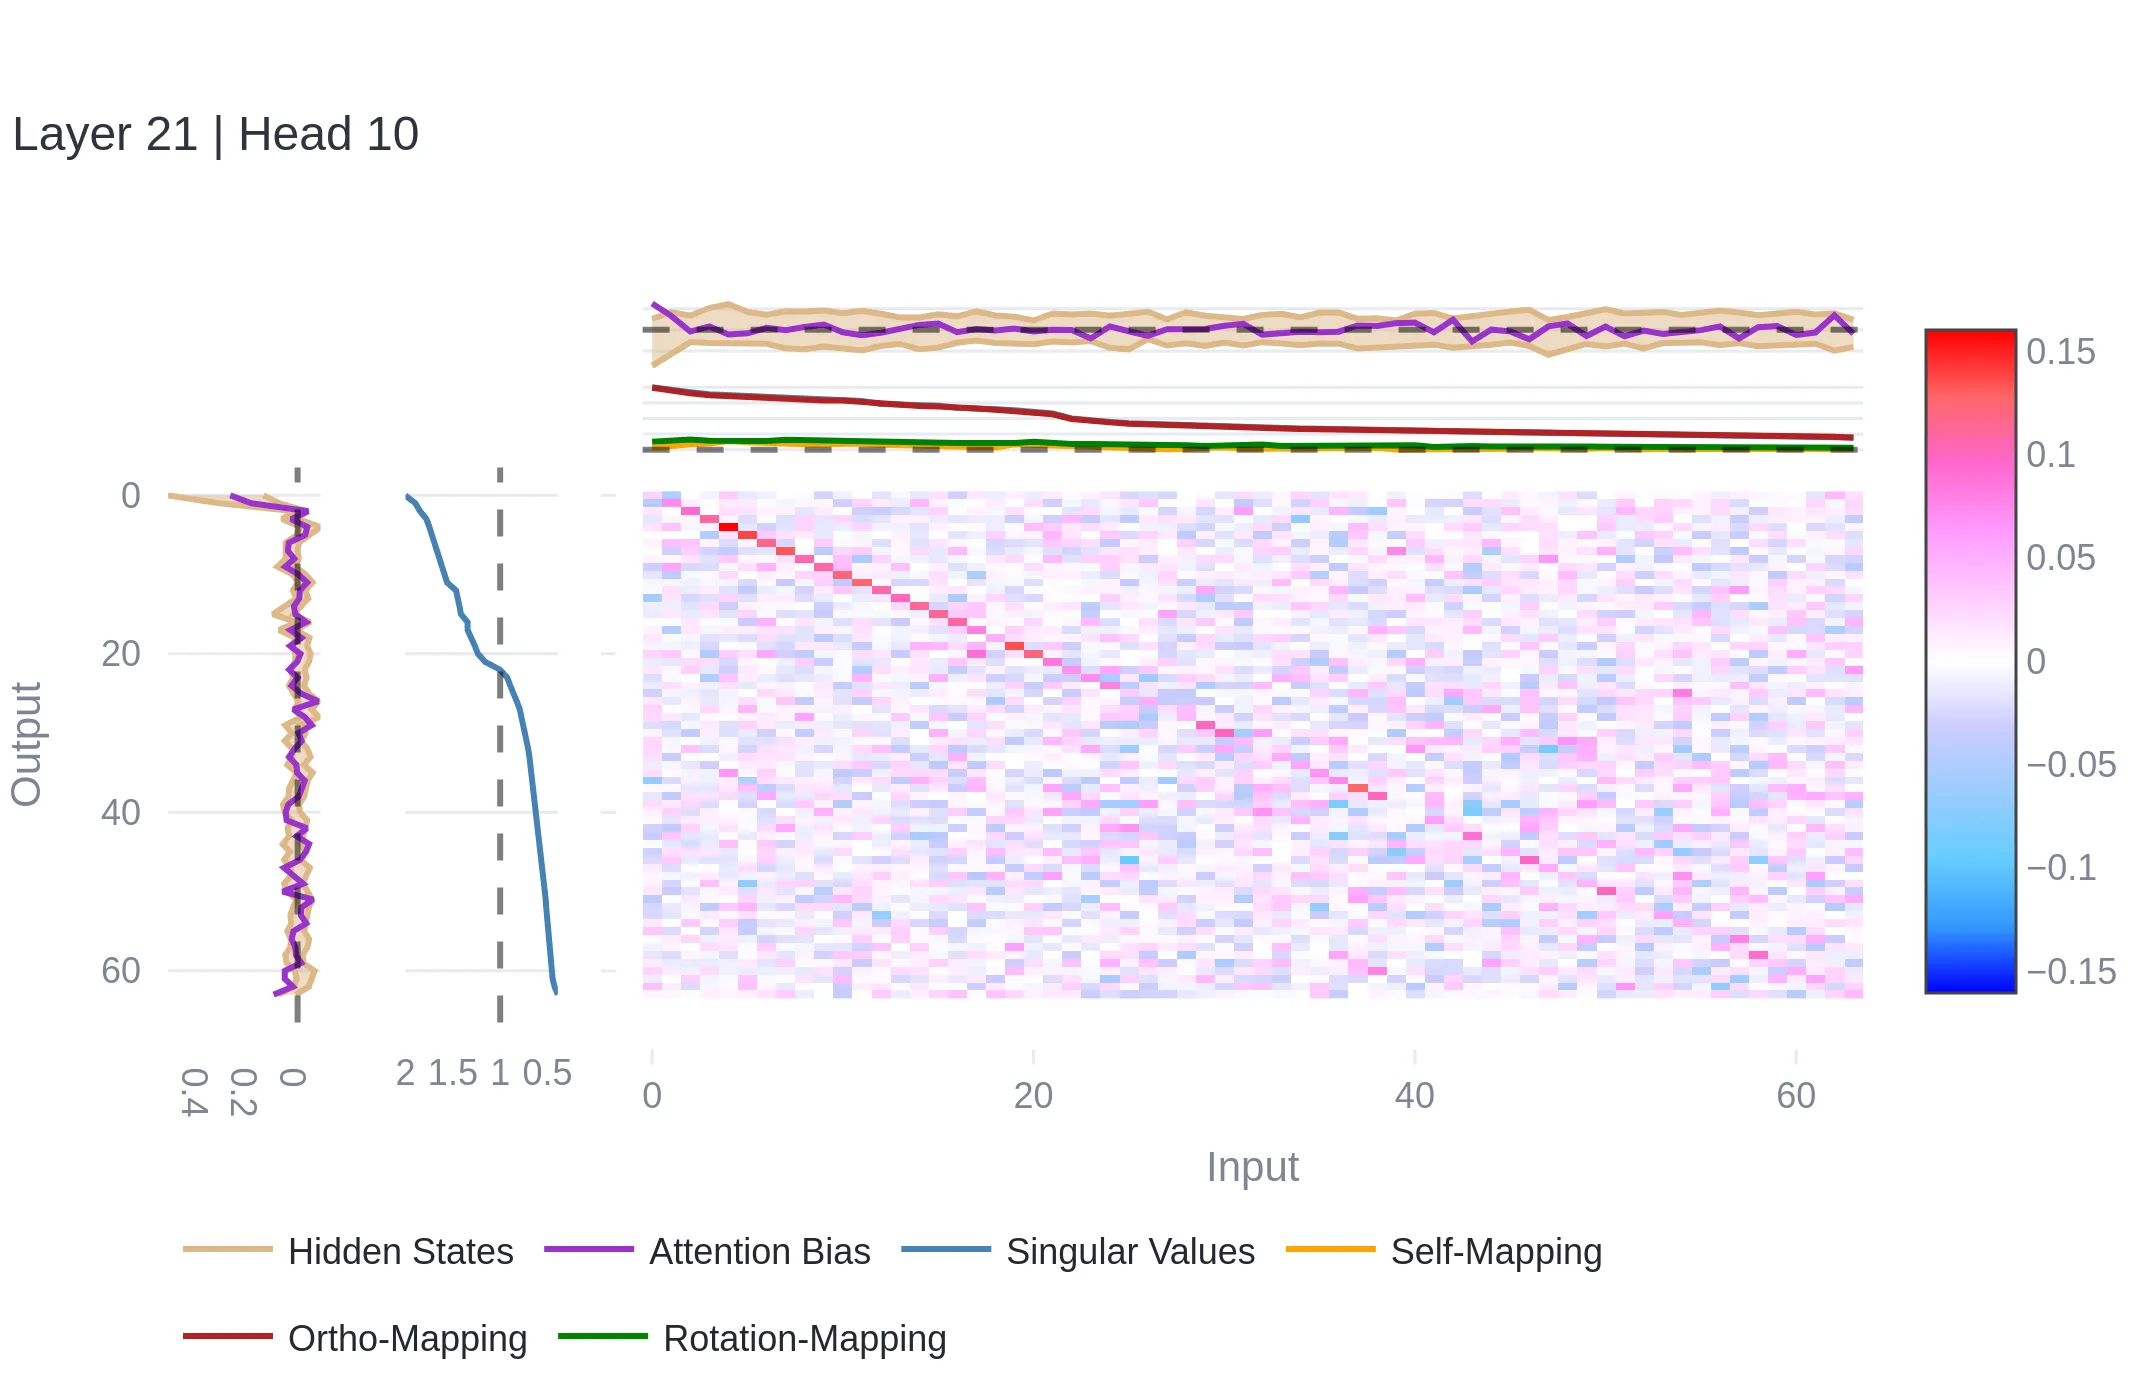 Layer 21 | Head 10
0
20
40
60
Output
0.4
0.2
0
2 1.5 1 0.5
0 20 40 60
Input
0.15
0.1
0.05
0
−0.05
−0.1
−0.15
Hidden States Attention Bias Singular Values Self-Mapping
Ortho-Mapping Rotation-Mapping